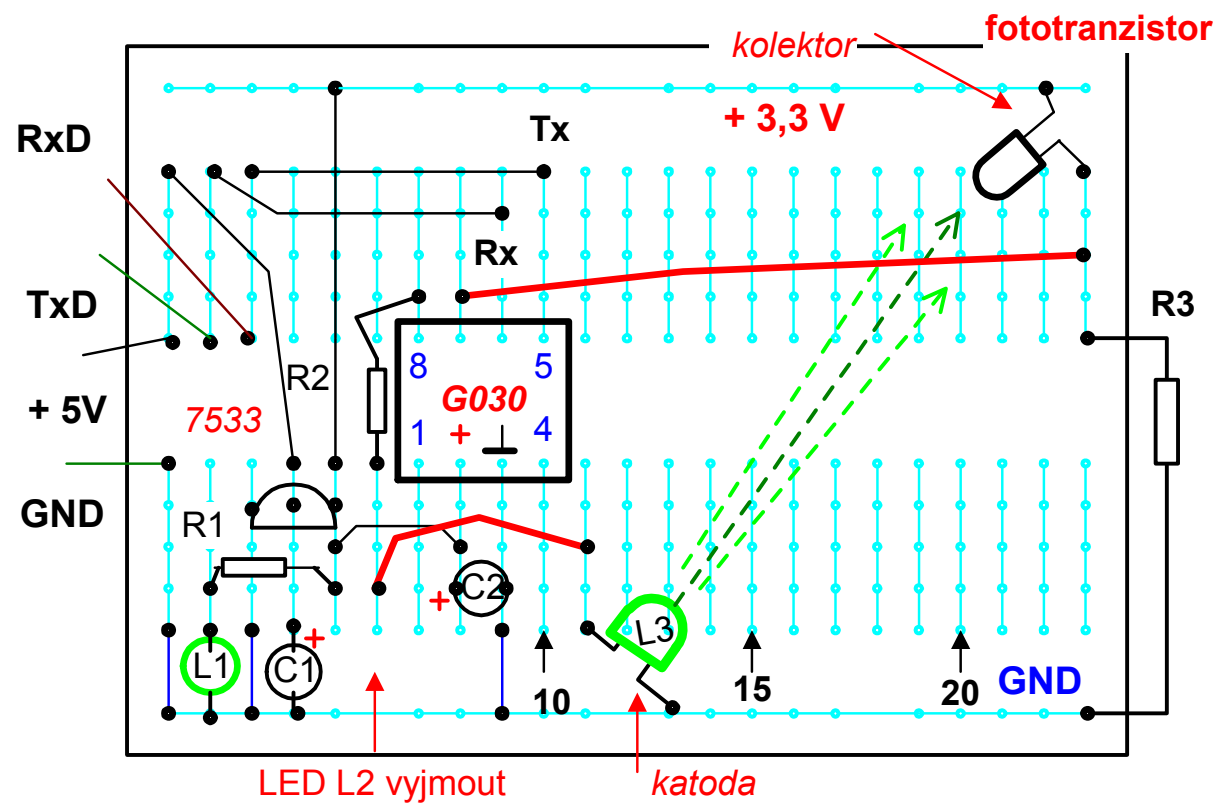 fototranzistor
kolektor
+ 3,3 V
Tx
RxD
Rx
TxD
R3
R2
8 5
G030
+ 5V
7533
1 + 4
GND
R1
+ C2
L3
L1 C1 +
10 15 20 GND
LED L2 vyjmout katoda